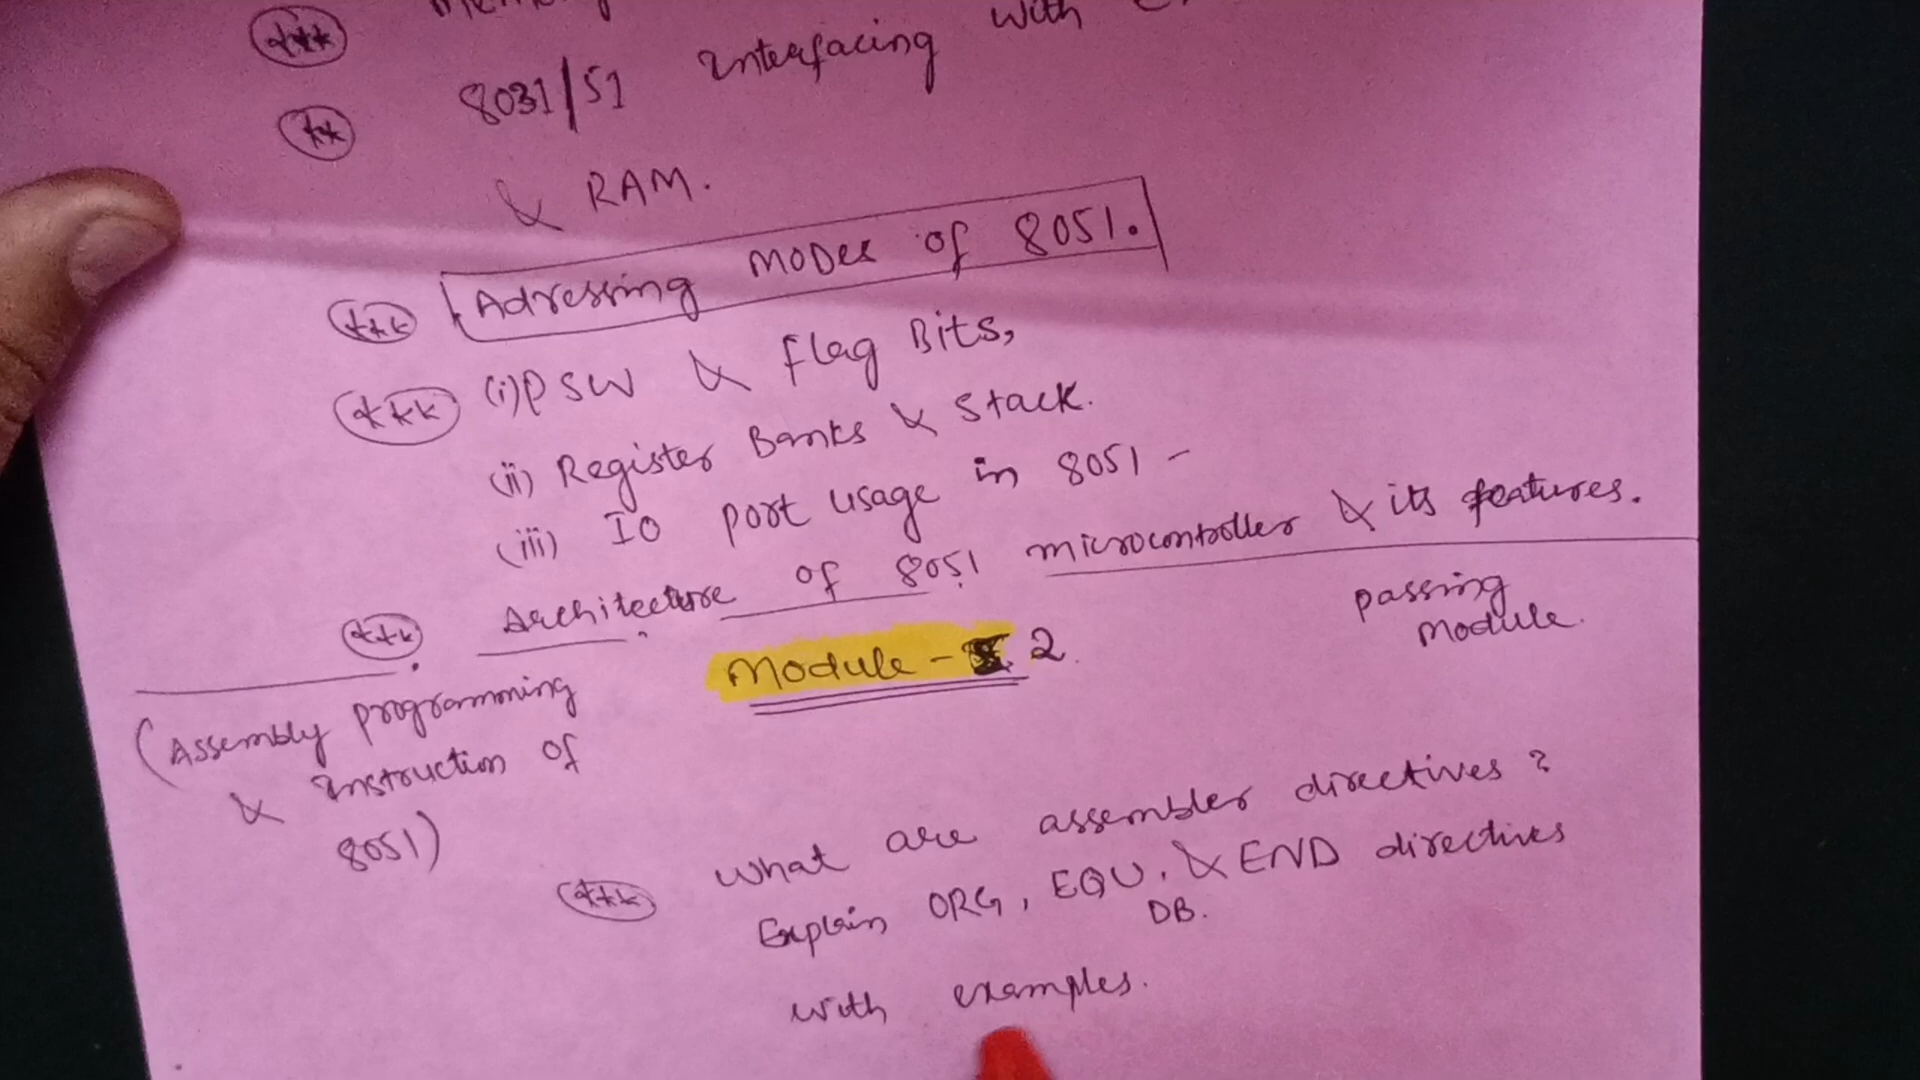 ***
8031/51 Interfacing with
**
& RAM.
*** Adressing Modes of 8051.
*** (i) PSW & Flag Bits,
(ii) Register Banks & Stack.
(iii) IO port usage in 8051 -
*** Architecture of 8051 microcontroller & its features.
passing
module.
Module - 2
(Assembly programming
& Instruction of
8051)
*** What are assembler directives?
Explain ORG, EQU, & END directives
DB.
with examples.